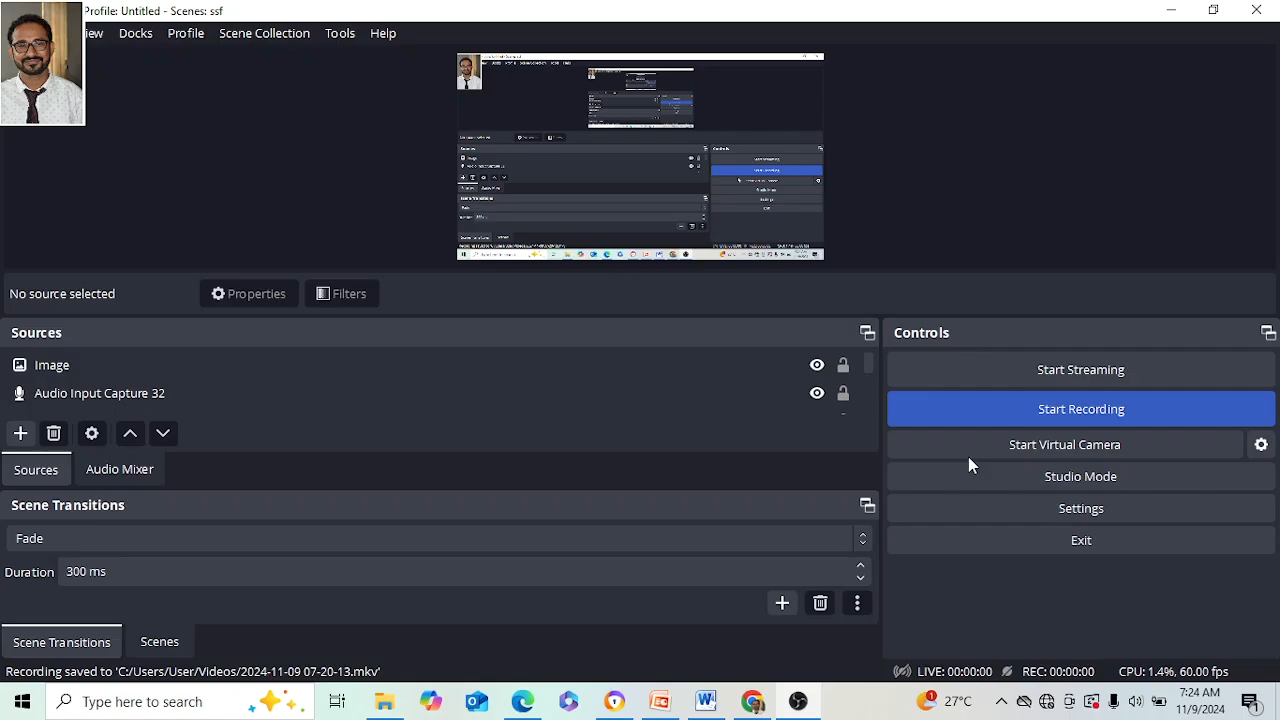 Profile: Untitled - Scenes: ssf
Docks Profile Scene Collection Tools Help
No source selected
Properties
Filters
Sources
Image
Audio Input Capture 32
Sources
Audio Mixer
Scene Transitions
Fade
Duration 300 ms
Scene Transitions
Scenes
Controls
Start Streaming
Start Recording
Start Virtual Camera
Studio Mode
Settings
Exit
Recording saved to 'C:/Users/User/Videos/2024-11-09 07-20-13.mkv'
LIVE: 00:00:00 REC: 00:00:00 CPU: 1.4%, 60.00 fps
Type here to search
27°C
7:24 AM
11/9/2024